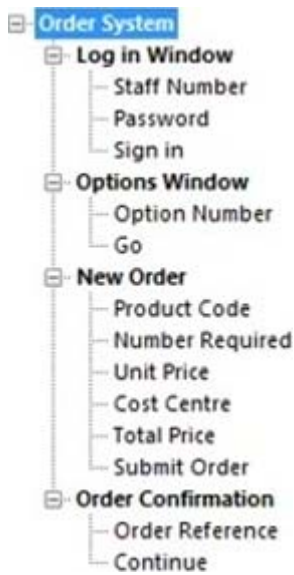 Order System
Log in Window
Staff Number
Password
Sign in
Options Window
Option Number
Go
New Order
Product Code
Number Required
Unit Price
Cost Centre
Total Price
Submit Order
Order Confirmation
Order Reference
Continue